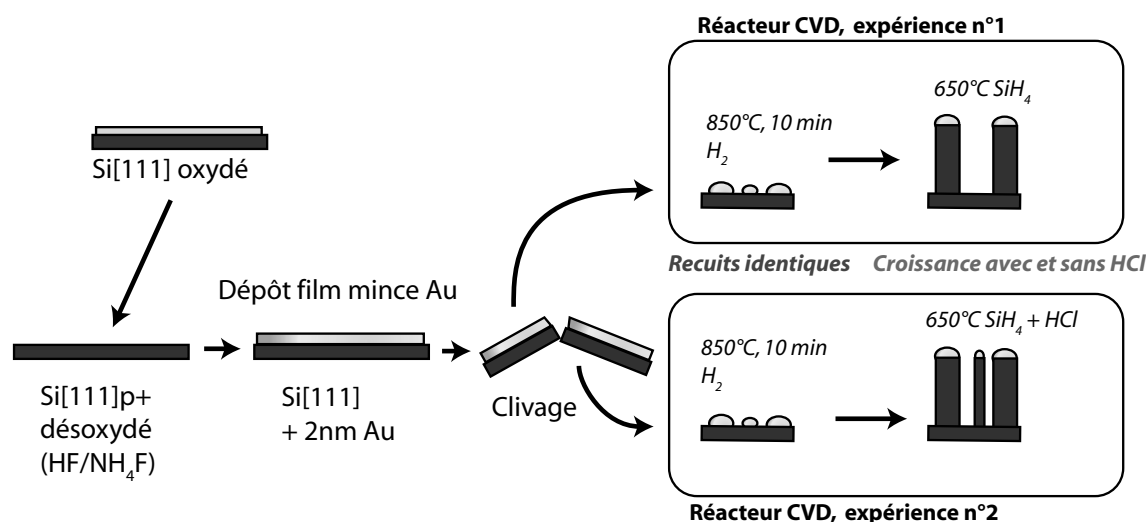 Réacteur CVD, expérience n°1
650°C SiH4
850°C, 10 min
H2
Si[111] oxydé
Recuits identiques Croissance avec et sans HCl
Dépôt film mince Au
650°C SiH4 + HCl
850°C, 10 min
H2
Si[111]p+
désoxydé
(HF/NH4F)
Si[111]
+ 2nm Au
Clivage
Réacteur CVD, expérience n°2